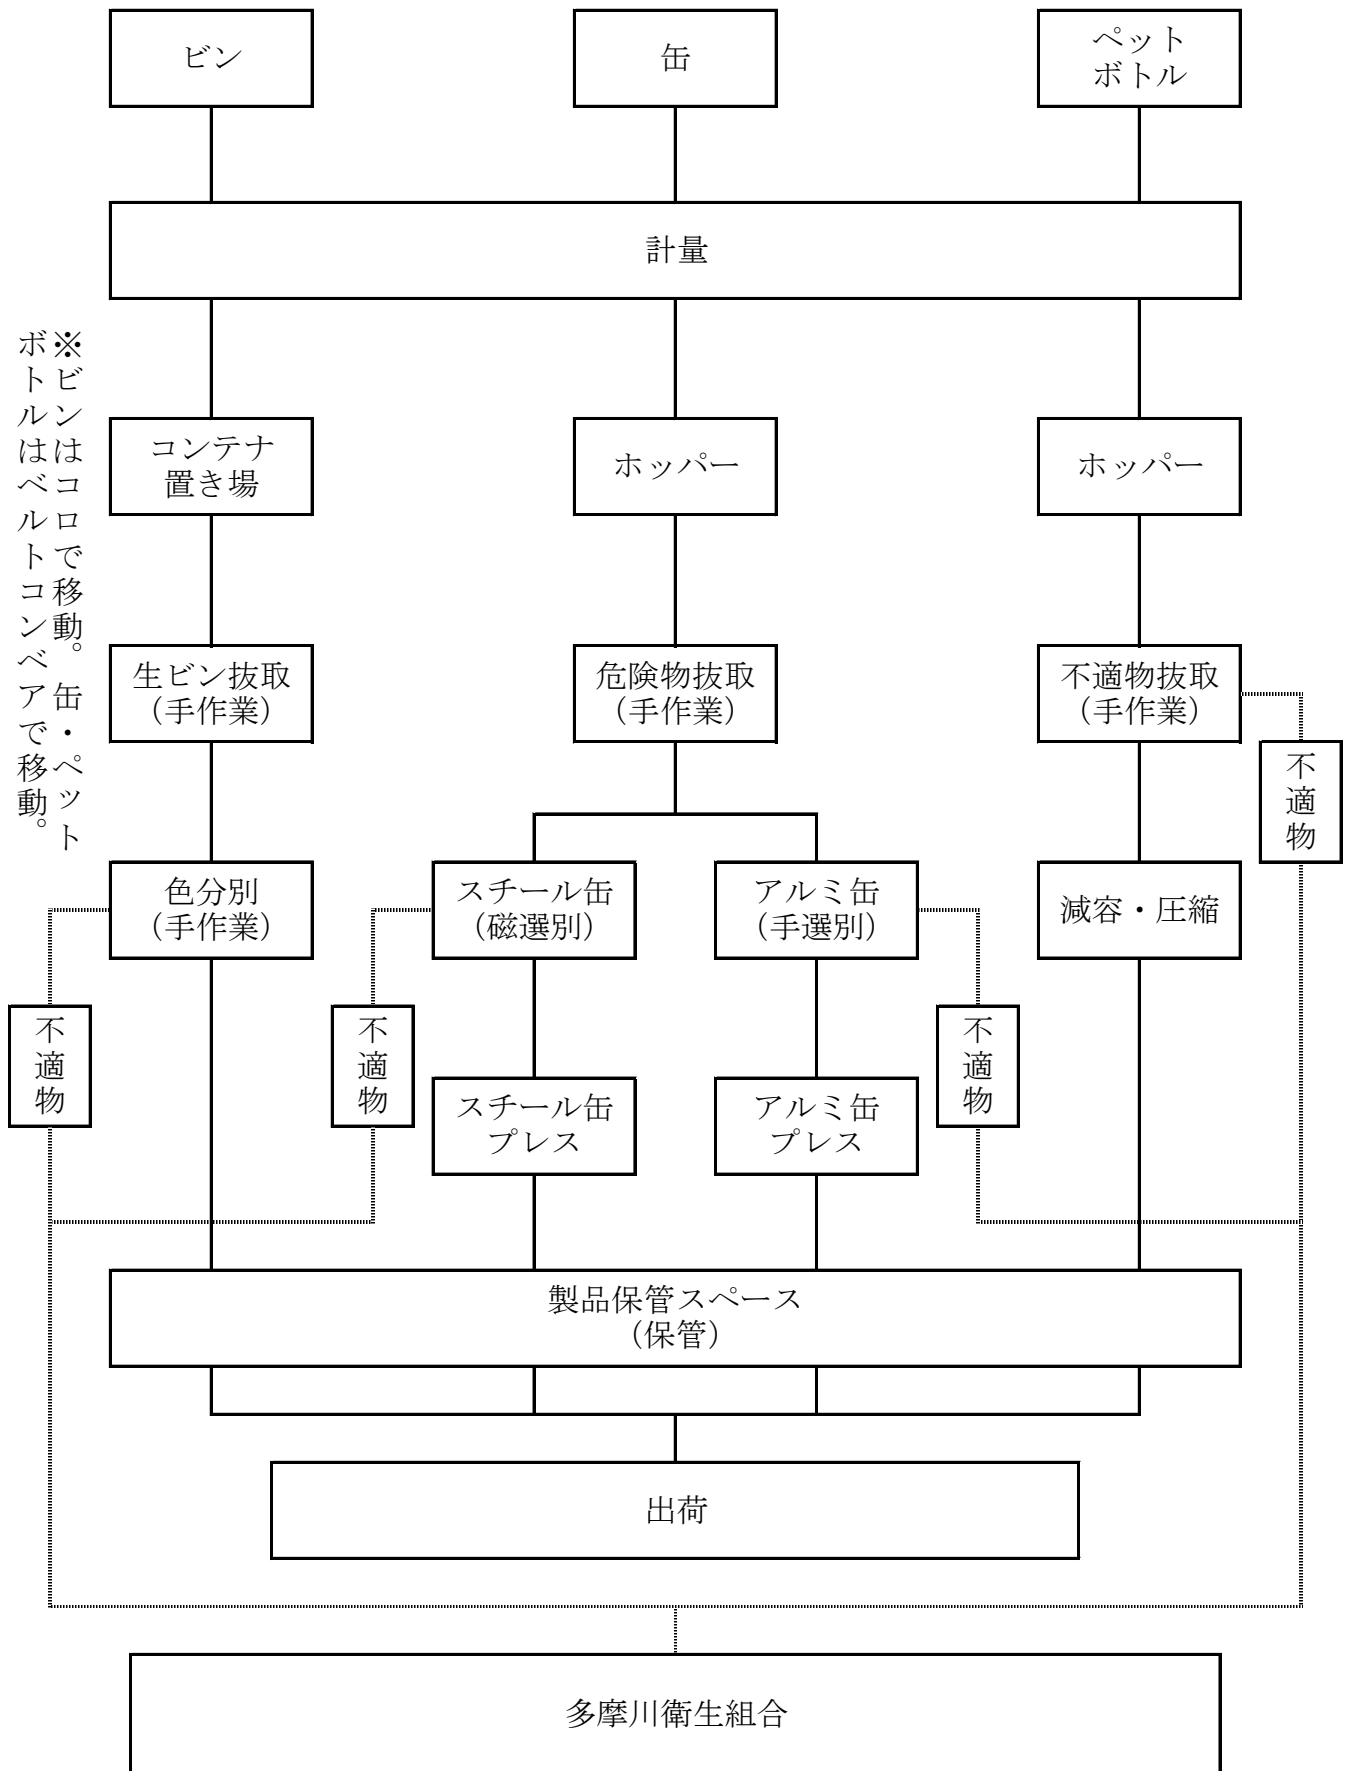 ビン
缶
ペット
ボトル
計量
※ビンはコロで移動。缶・ペット
ボトルはベルトコンベアで移動。
コンテナ
置き場
ホッパー
ホッパー
生ビン抜取
(手作業)
危険物抜取
(手作業)
不適物抜取
(手作業)
不適物
色分別
(手作業)
スチール缶
(磁選別)
アルミ缶
(手選別)
減容・圧縮
不適物
不適物
スチール缶
プレス
アルミ缶
プレス
不適物
製品保管スペース
(保管)
出荷
多摩川衛生組合